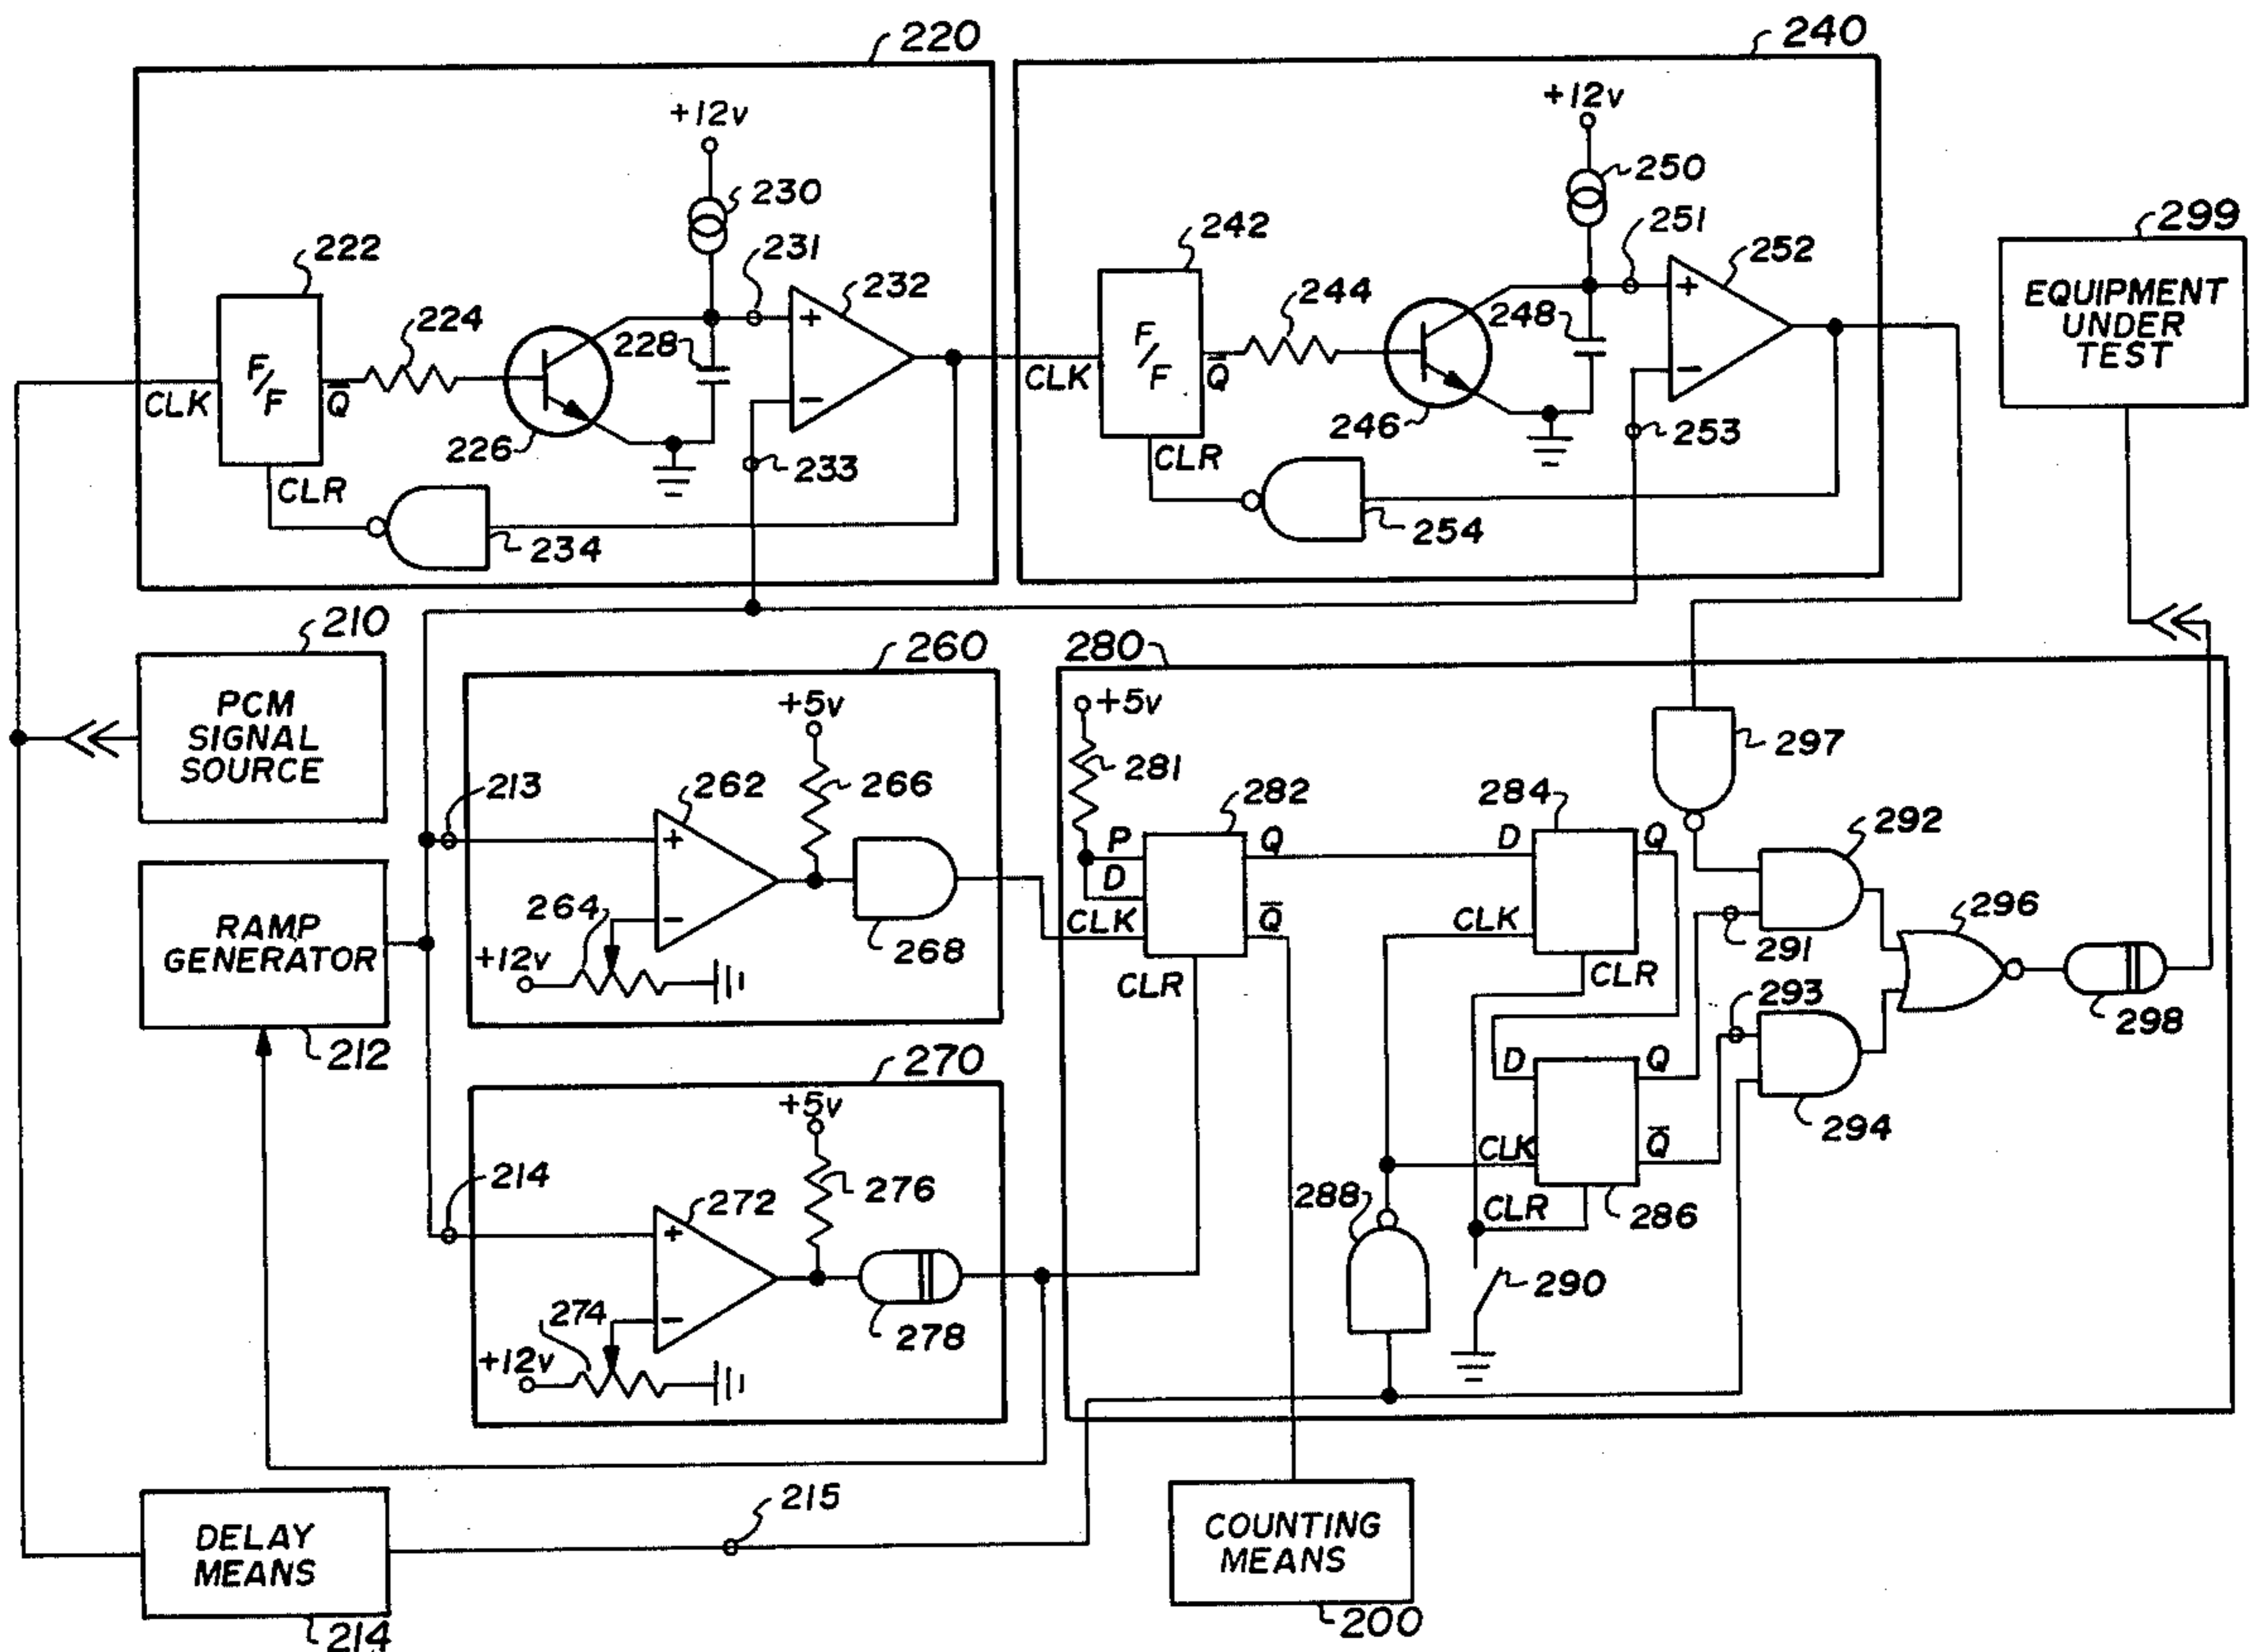 220
240
+12v
+12v
230
250
222
231
232
242
251
252
299
EQUIPMENT
UNDER
TEST
224
228
+
244
248
+
F/F
CLK
Q̅
−
F/F
CLK
Q̅
−
226
233
246
253
CLR
234
CLR
254
210
PCM
SIGNAL
SOURCE
260
+5v
280
+5v
297
213
262
266
281
282
284
292
+
P
Q
D
Q
D
264
−
CLK
Q̅
CLK
291
296
RAMP
GENERATOR
+12v
268
CLR
CLR
293
298
212
270
+5v
D
Q
294
214
272
276
CLK
Q̅
+
288
CLR
286
274
−
278
290
+12v
215
DELAY
MEANS
COUNTING
MEANS
214
200